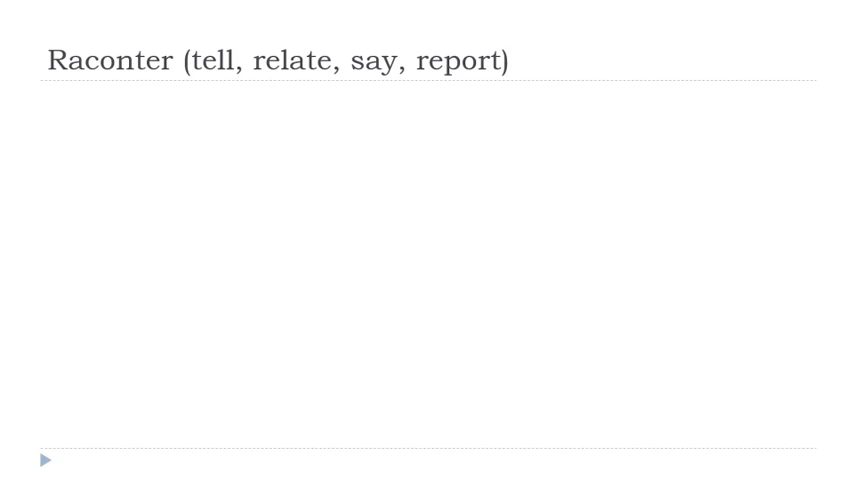 Raconter (tell, relate, say, report)